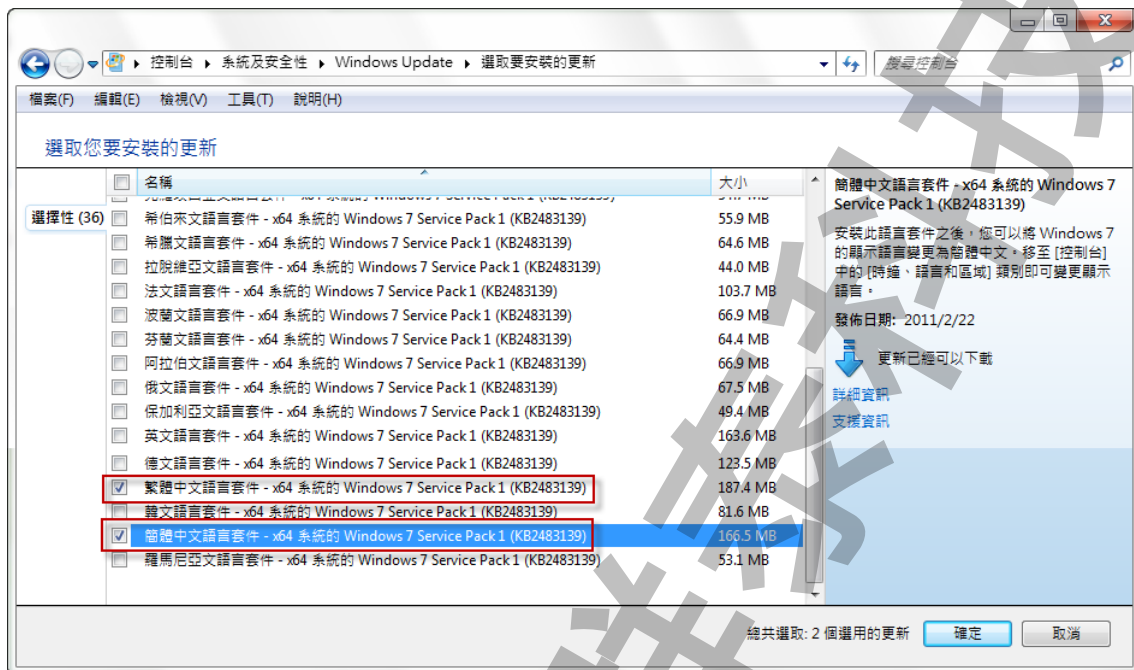 控制台 ▸ 系統及安全性 ▸ Windows Update ▸ 選取要安裝的更新
搜尋控制台
檔案(F) 編輯(E) 檢視(V) 工具(T) 說明(H)
選取您要安裝的更新
名稱 大小
選擇性 (36)
希伯來文語言套件 - x64 系統的 Windows 7 Service Pack 1 (KB2483139) 55.9 MB
希臘文語言套件 - x64 系統的 Windows 7 Service Pack 1 (KB2483139) 64.6 MB
拉脫維亞文語言套件 - x64 系統的 Windows 7 Service Pack 1 (KB2483139) 44.0 MB
法文語言套件 - x64 系統的 Windows 7 Service Pack 1 (KB2483139) 103.7 MB
波蘭文語言套件 - x64 系統的 Windows 7 Service Pack 1 (KB2483139) 66.9 MB
芬蘭文語言套件 - x64 系統的 Windows 7 Service Pack 1 (KB2483139) 64.4 MB
阿拉伯文語言套件 - x64 系統的 Windows 7 Service Pack 1 (KB2483139) 66.9 MB
俄文語言套件 - x64 系統的 Windows 7 Service Pack 1 (KB2483139) 67.5 MB
保加利亞文語言套件 - x64 系統的 Windows 7 Service Pack 1 (KB2483139) 49.4 MB
英文語言套件 - x64 系統的 Windows 7 Service Pack 1 (KB2483139) 163.6 MB
德文語言套件 - x64 系統的 Windows 7 Service Pack 1 (KB2483139) 123.5 MB
繁體中文語言套件 - x64 系統的 Windows 7 Service Pack 1 (KB2483139) 187.4 MB
韓文語言套件 - x64 系統的 Windows 7 Service Pack 1 (KB2483139) 81.6 MB
簡體中文語言套件 - x64 系統的 Windows 7 Service Pack 1 (KB2483139) 166.5 MB
羅馬尼亞文語言套件 - x64 系統的 Windows 7 Service Pack 1 (KB2483139) 53.1 MB
簡體中文語言套件 - x64 系統的 Windows 7
Service Pack 1 (KB2483139)
安裝此語言套件之後，您可以將 Windows 7
的顯示語言變更為簡體中文。移至 [控制台]
中的 [時鐘、語言和區域] 類別即可變更顯示
語言。
發佈日期: 2011/2/22
更新已經可以下載
詳細資訊
支援資訊
總共選取: 2 個選用的更新
確定 取消